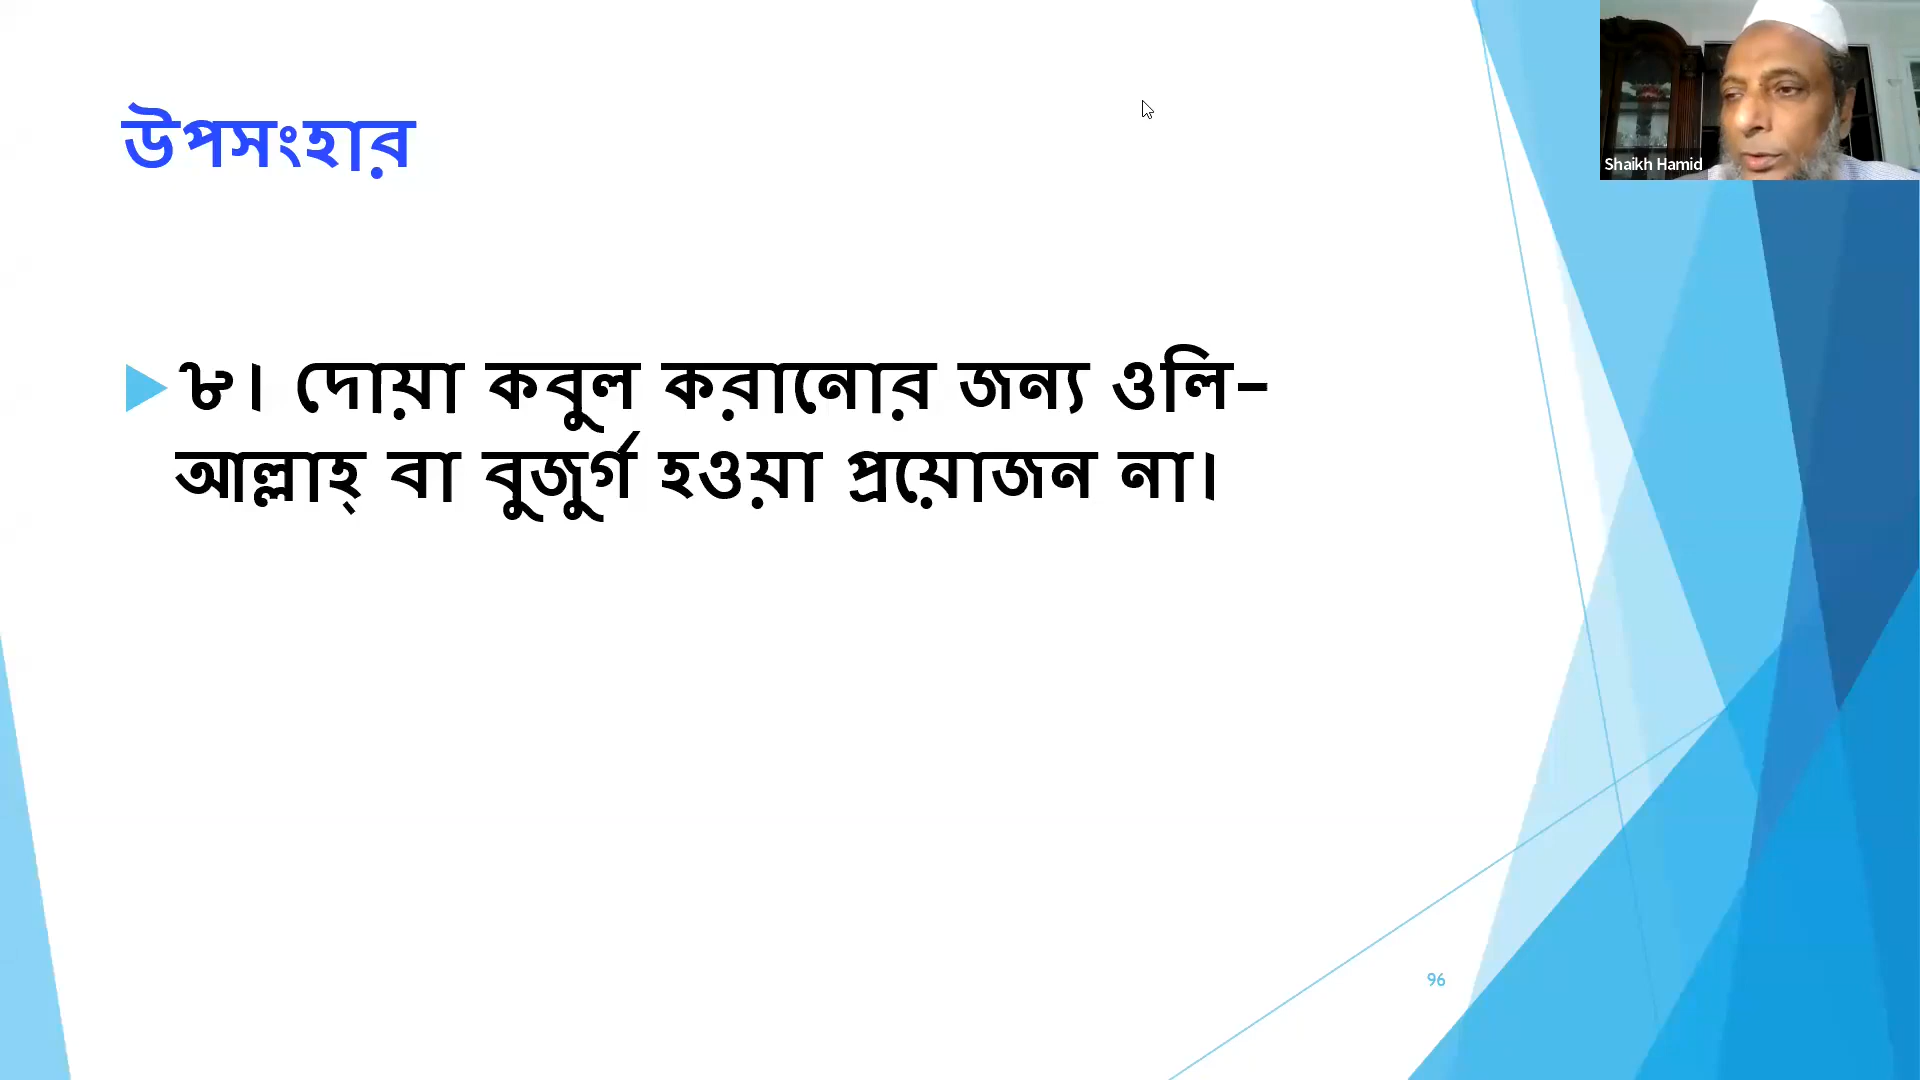 উপসংহার
Shaikh Hamid
৮। দোয়া কবুল করানোর জন্য ওলি-
আল্লাহ্ বা বুজুর্গ হওয়া প্রয়োজন না।
96